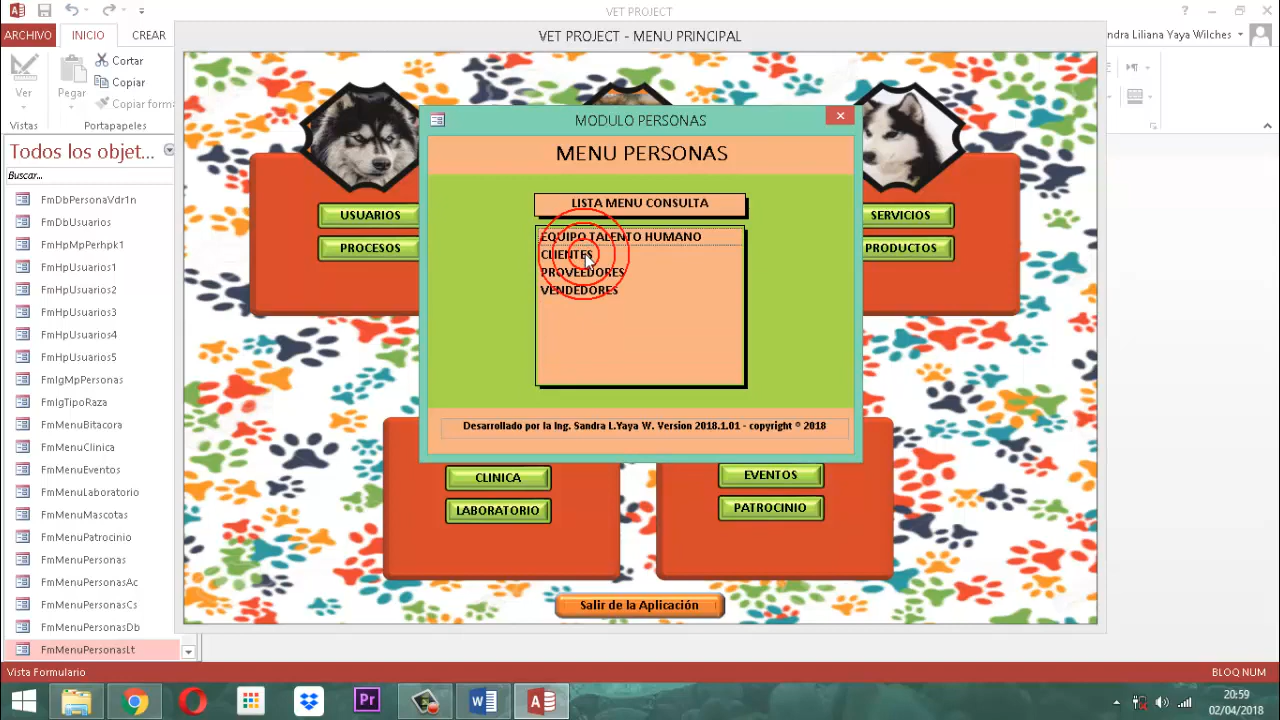 VET PROJECT
?
ARCHIVO
INICIO
CREAR
VET PROJECT - MENU PRINCIPAL
ndra Liliana Yaya Wilches
Ver
Pegar
Cortar
Copiar
Copiar forma
Vistas
Portapapeles
Todos los objet...
Buscar...
FmDbPersonaVdr1n
FmDbUsuarios
FmHpMpPerhpk1
FmHpUsuarios1
FmHpUsuarios2
FmHpUsuarios3
FmHpUsuarios4
FmHpUsuarios5
FmIgMpPersonas
FmIgTipoRaza
FmMenuBitacora
FmMenuClinica
FmMenuEventos
FmMenuLaboratorio
FmMenuMascotas
FmMenuPatrocinio
FmMenuPersonas
FmMenuPersonasAc
FmMenuPersonasCs
FmMenuPersonasDb
FmMenuPersonasLt
USUARIOS
PROCESOS
SERVICIOS
PRODUCTOS
MODULO PERSONAS
MENU PERSONAS
LISTA MENU CONSULTA
EQUIPO TALENTO HUMANO
CLIENTES
PROVEEDORES
VENDEDORES
Desarrollado por la Ing. Sandra L.Yaya W. Version 2018.1.01 - copyright © 2018
CLINICA
LABORATORIO
EVENTOS
PATROCINIO
Salir de la Aplicación
Vista Formulario
BLOQ NUM
Pr
20:59
02/04/2018